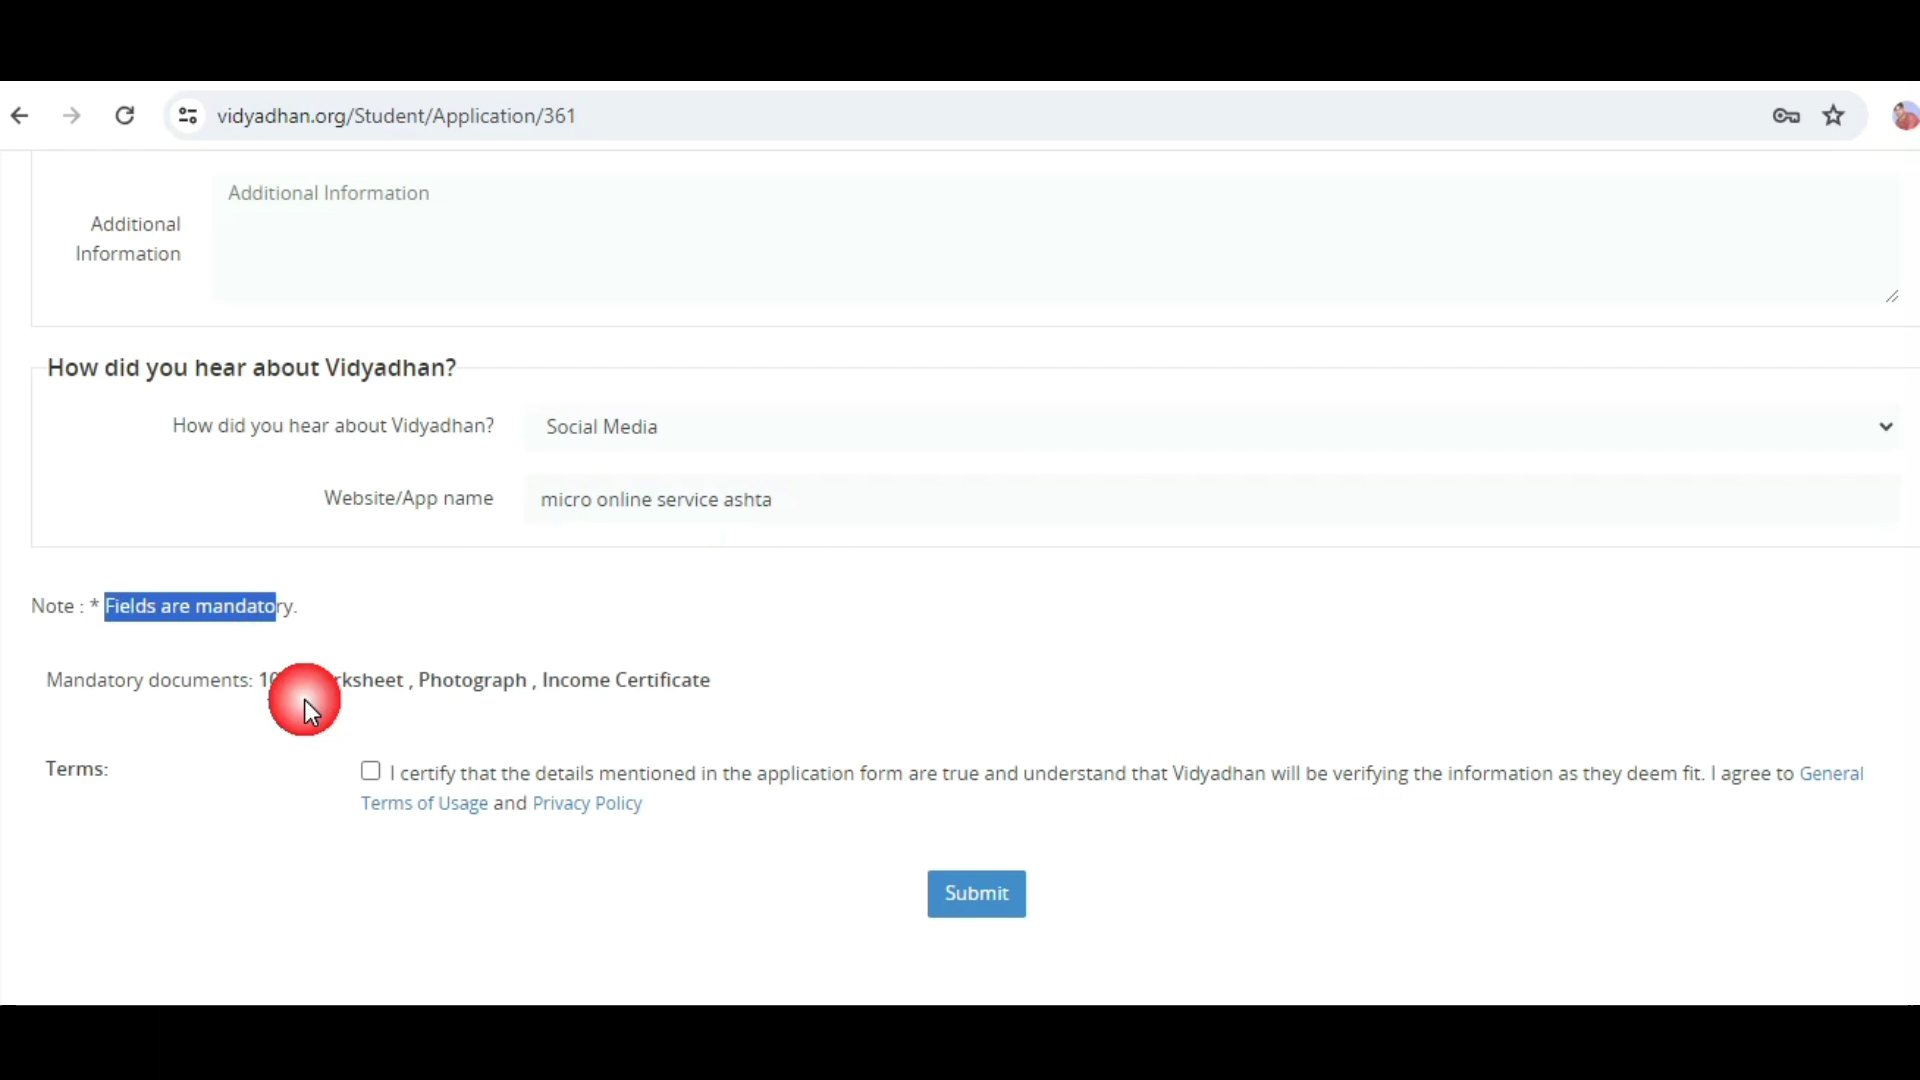 vidyadhan.org/Student/Application/361
Additional Information
Additional
Information
How did you hear about Vidyadhan?
How did you hear about Vidyadhan?
Social Media
Website/App name
micro online service ashta
Note : * Fields are mandatory.
Mandatory documents: , Photograph , Income Certificate
Terms:
I certify that the details mentioned in the application form are true and understand that Vidyadhan will be verifying the information as they deem fit. I agree to General
Terms of Usage and Privacy Policy
Submit